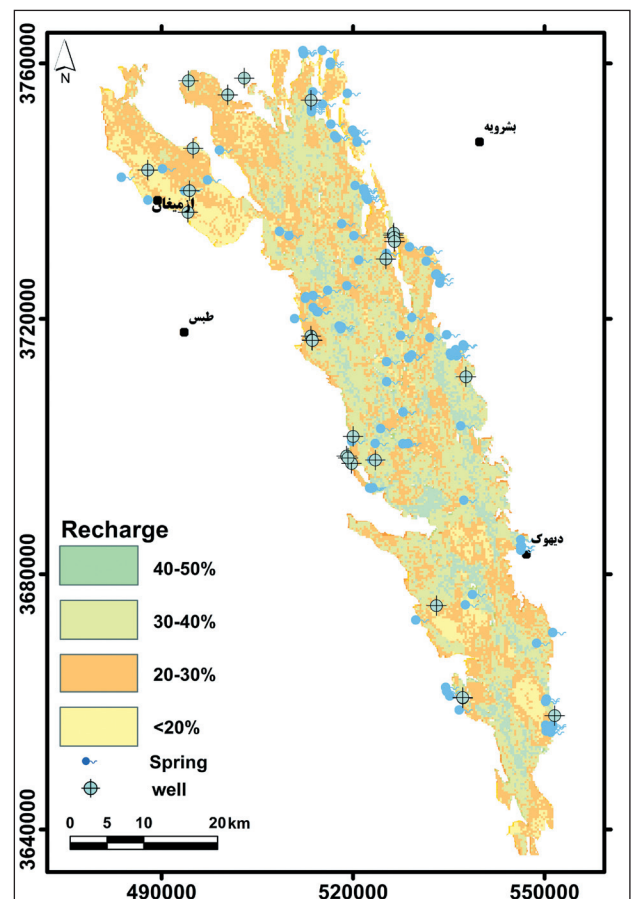 3760000
N
بشرویه
ازمیغان
3720000
طبس
Recharge
دیهوک
40-50%
3680000
30-40%
20-30%
<20%
Spring
well
0 5 10 20 km
3640000
490000 520000 550000